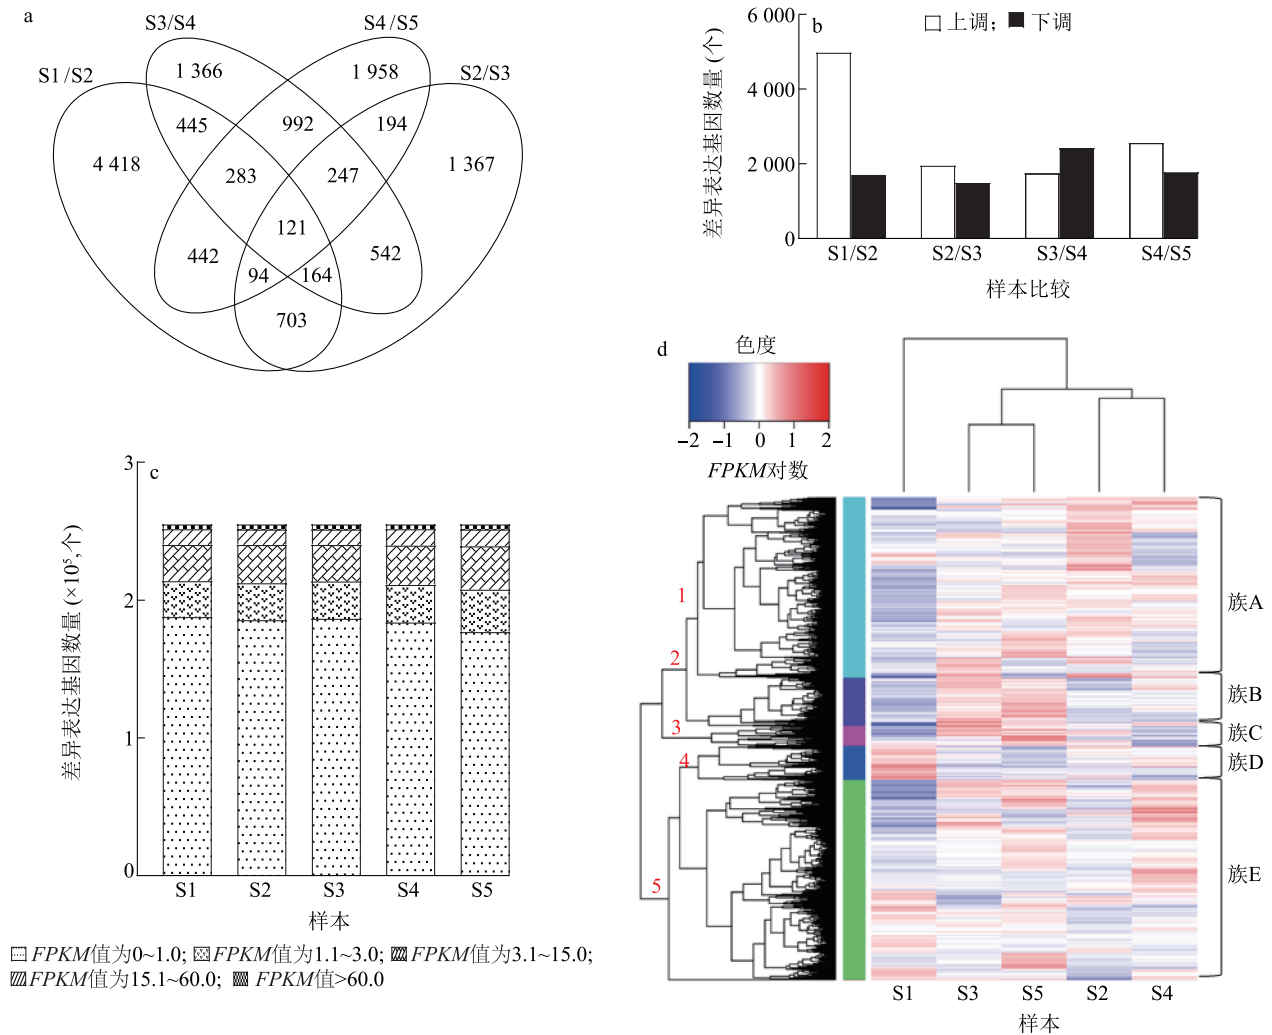 a
S3/S4
S4/S5
S1/S2
S2/S3
1 366
1 958
445
992
194
4 418
283
247
1 367
121
442
542
94
164
703
b
上调; 下调
差异表达基因数量 (个)
6 000
4 000
2 000
0
S1/S2 S2/S3 S3/S4 S4/S5
样本比较
c
差异表达基因数量 (×10⁵,个)
3
2
1
0
S1 S2 S3 S4 S5
样本
FPKM值为0~1.0; FPKM值为1.1~3.0; FPKM值为3.1~15.0;
FPKM值为15.1~60.0; FPKM值>60.0
d
色度
−2 −1 0 1 2
FPKM对数
1
2
3
4
5
族A
族B
族C
族D
族E
S1 S3 S5 S2 S4
样本